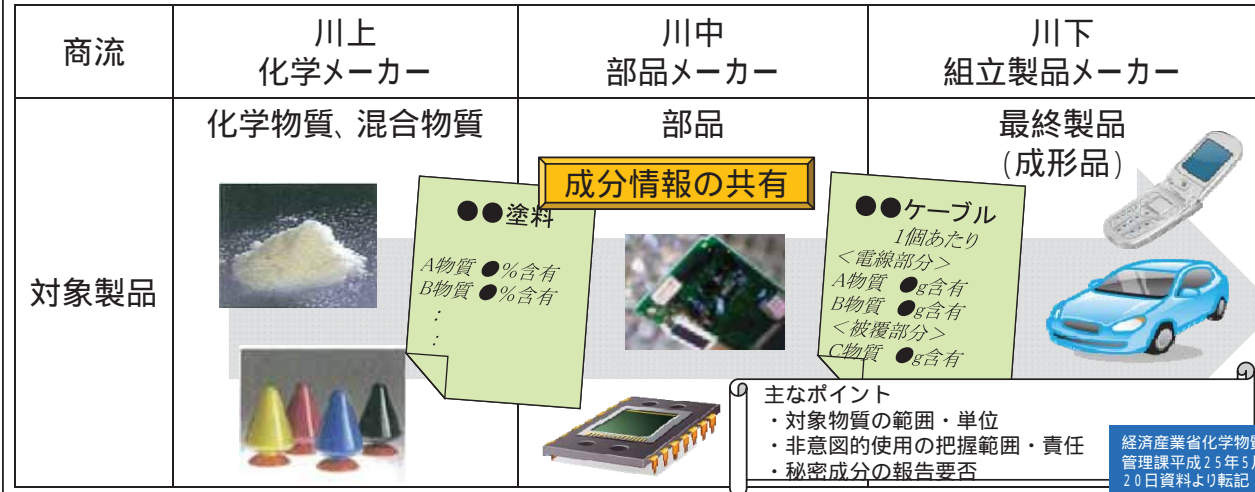 商流
川上
化学メーカー
川中
部品メーカー
川下
組立製品メーカー
対象製品
化学物質、混合物質
部品
最終製品
(成形品)
成分情報の共有
●●塗料
A物質 ●%含有
B物質 ●%含有
:
:
●●ケーブル
1個あたり
<電線部分>
A物質 ●g含有
B物質 ●g含有
<被覆部分>
C物質 ●g含有
主なポイント
・対象物質の範囲・単位
・非意図的使用の把握範囲・責任
・秘密成分の報告要否
経済産業省化学物質
管理課平成25年5月
20日資料より転記